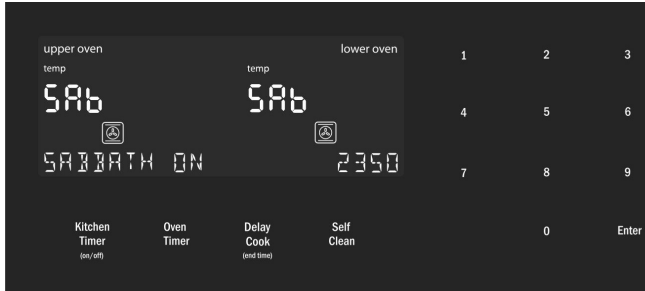 upper oven lower oven
temp temp
SAb SAb
SABBATH ON 2350
Kitchen Timer (on/off)
Oven Timer
Delay Cook (end time)
Self Clean
1 2 3
4 5 6
7 8 9
0 Enter